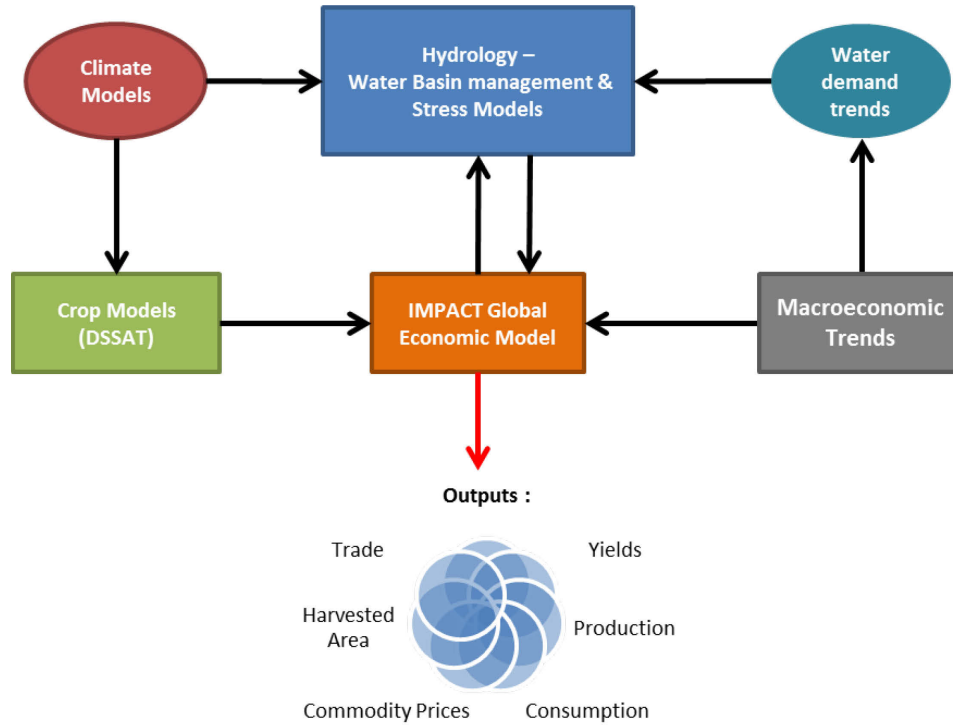 Climate
Models
Hydrology –
Water Basin management &
Stress Models
Water
demand
trends
Crop Models
(DSSAT)
IMPACT Global
Economic Model
Macroeconomic
Trends
Outputs :
Trade
Yields
Harvested
Area
Production
Commodity Prices
Consumption